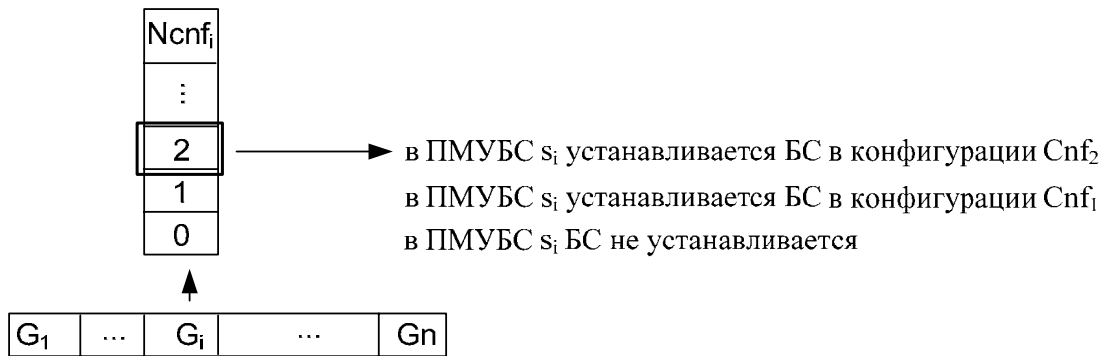 Ncnfi
⋮
2 в ПМУБС si устанавливается БС в конфигурации Cnf2
1 в ПМУБС si устанавливается БС в конфигурации Cnf1
0 в ПМУБС si БС не устанавливается
G1 ... Gi ... Gn